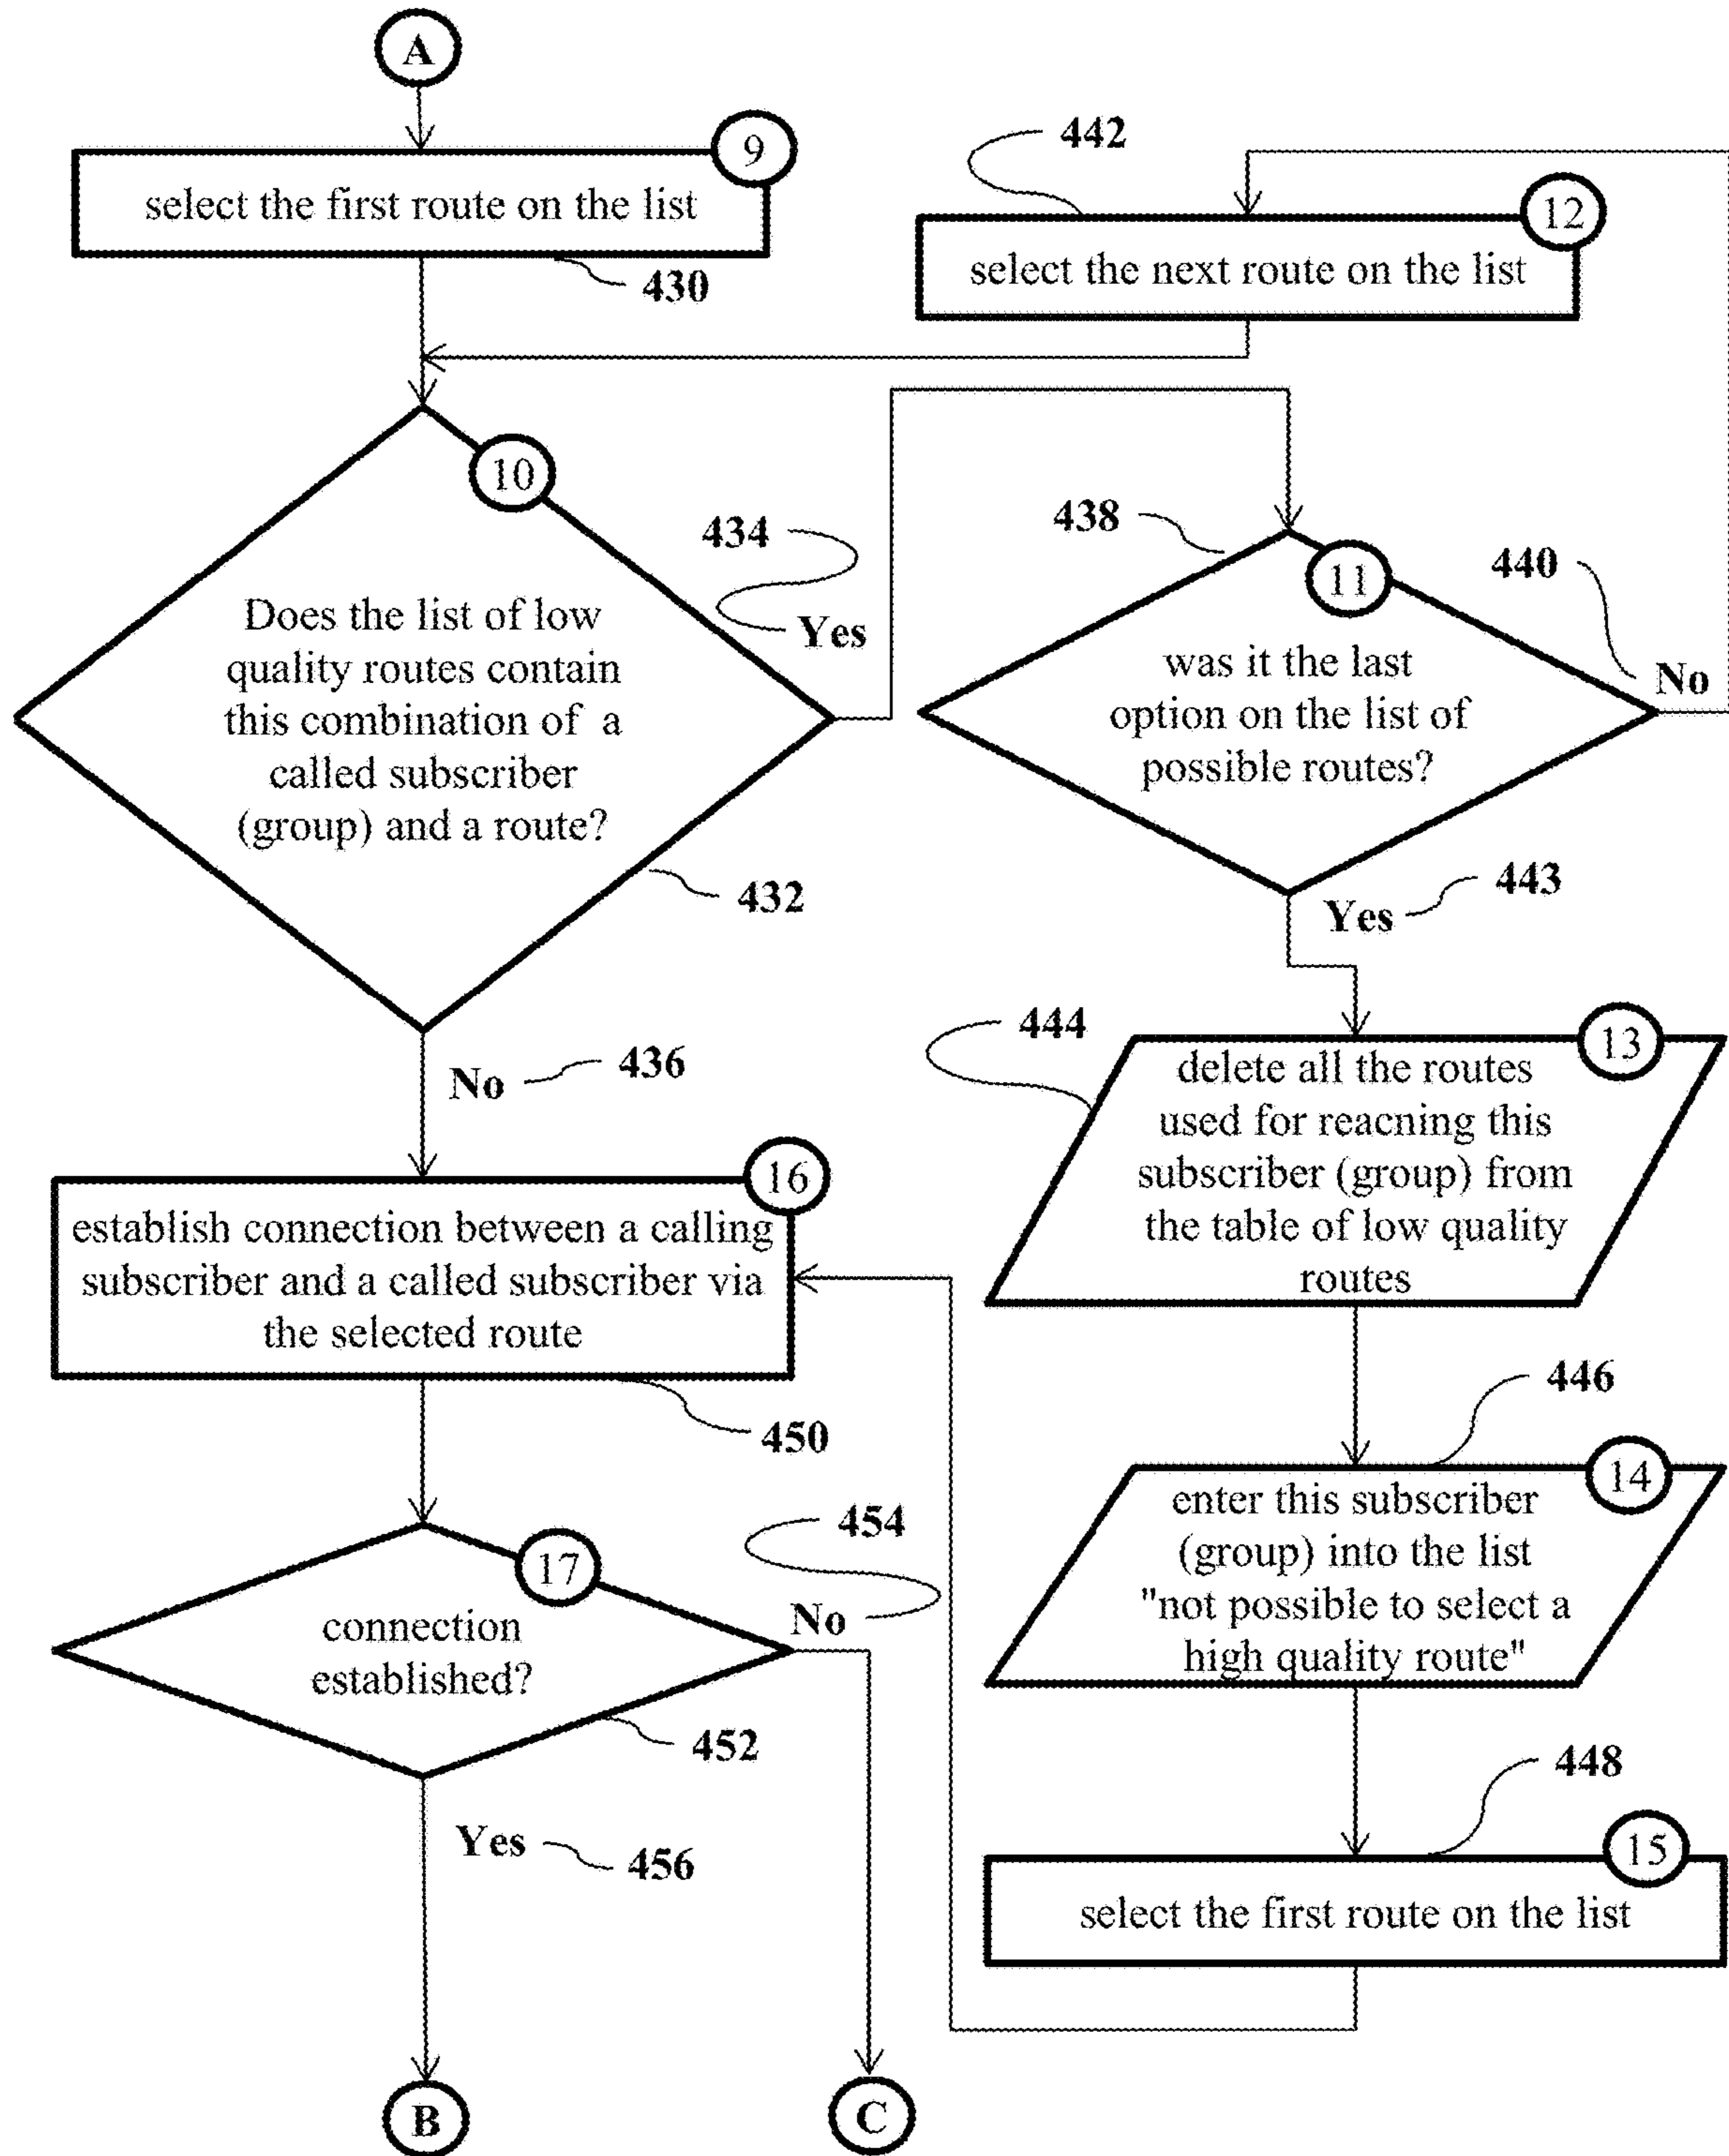 A
9
select the first route on the list
430
442
12
select the next route on the list
10
434
Yes
Does the list of low
quality routes contain
this combination of a
called subscriber
(group) and a route?
432
438
11
440
No
was it the last
option on the list of
possible routes?
443
Yes
No
436
444
13
delete all the routes
used for reacning this
subscriber (group) from
the table of low quality
routes
16
establish connection between a calling
subscriber and a called subscriber via
the selected route
450
446
14
enter this subscriber
(group) into the list
"not possible to select a
high quality route"
454
17
No
connection
established?
452
448
15
select the first route on the list
Yes
456
B
C